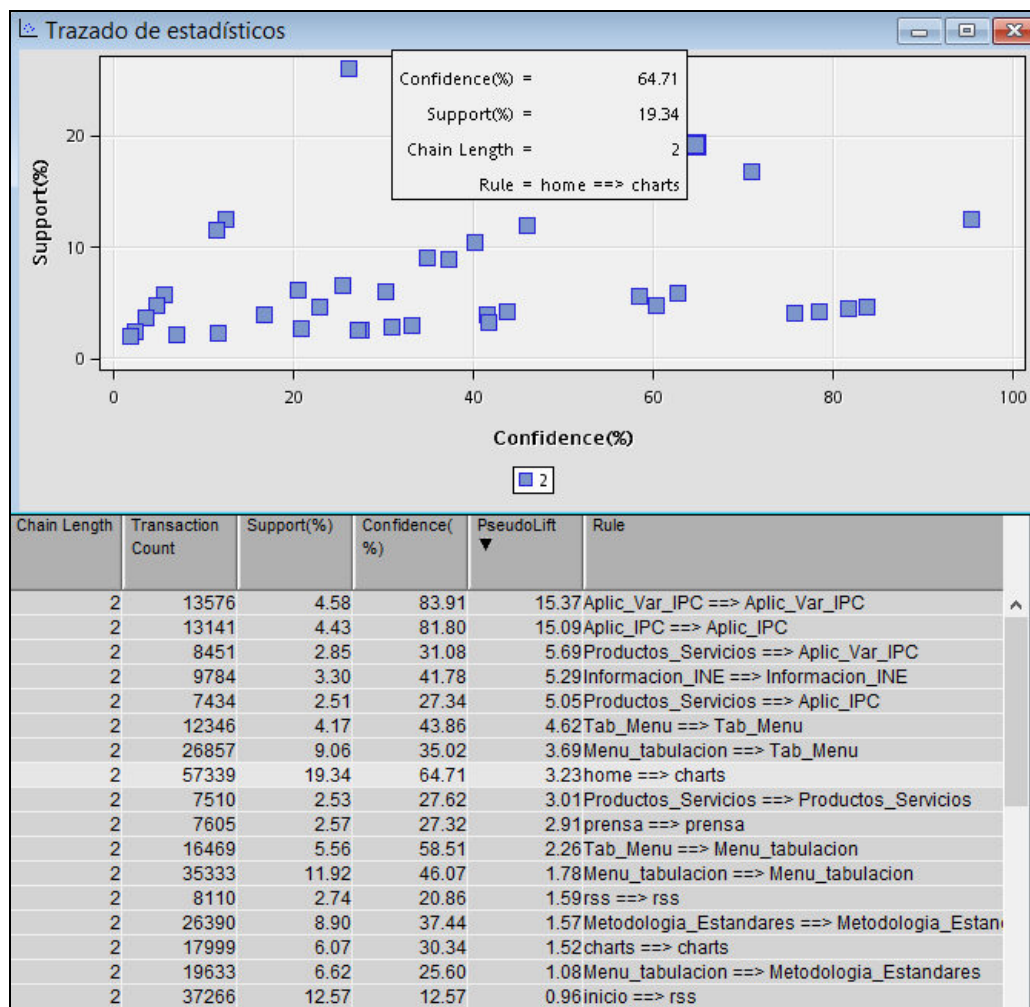 Trazado de estadísticos
Confidence(%) = 64.71
Support(%) = 19.34
Chain Length = 2
Rule = home ==> charts
Support(%)
20
10
0
0 20 40 60 80 100
Confidence(%)
2
Chain Length Transaction Count Support(%) Confidence(%) PseudoLift Rule
2 13576 4.58 83.91 15.37 Aplic_Var_IPC ==> Aplic_Var_IPC
2 13141 4.43 81.80 15.09 Aplic_IPC ==> Aplic_IPC
2 8451 2.85 31.08 5.69 Productos_Servicios ==> Aplic_Var_IPC
2 9784 3.30 41.78 5.29 Informacion_INE ==> Informacion_INE
2 7434 2.51 27.34 5.05 Productos_Servicios ==> Aplic_IPC
2 12346 4.17 43.86 4.62 Tab_Menu ==> Tab_Menu
2 26857 9.06 35.02 3.69 Menu_tabulacion ==> Tab_Menu
2 57339 19.34 64.71 3.23 home ==> charts
2 7510 2.53 27.62 3.01 Productos_Servicios ==> Productos_Servicios
2 7605 2.57 27.32 2.91 prensa ==> prensa
2 16469 5.56 58.51 2.26 Tab_Menu ==> Menu_tabulacion
2 35333 11.92 46.07 1.78 Menu_tabulacion ==> Menu_tabulacion
2 8110 2.74 20.86 1.59 rss ==> rss
2 26390 8.90 37.44 1.57 Metodologia_Estandares ==> Metodologia_Estan
2 17999 6.07 30.34 1.52 charts ==> charts
2 19633 6.62 25.60 1.08 Menu_tabulacion ==> Metodologia_Estandares
2 37266 12.57 12.57 0.96 inicio ==> rss